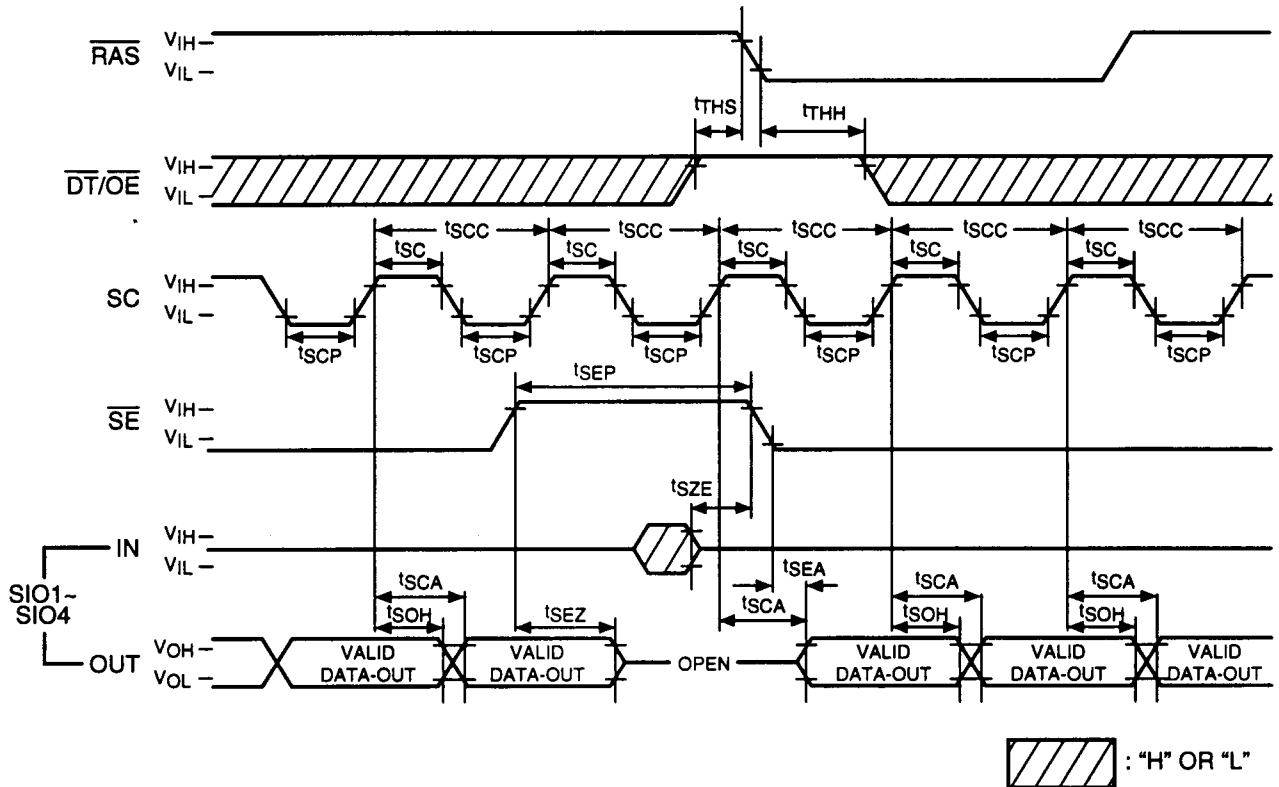 RAS VIH VIL
tTHS tTHH
DT/OE VIH VIL
tSCC tSCC tSCC tSCC tSCC
tSC tSC tSC tSC tSC
SC VIH VIL
tSCP tSCP tSCP tSCP tSCP tSCP
tSEP
SE VIH VIL
tSZE
IN VIH VIL
SIO1~
SIO4
tSEA
tSCA tSCA tSCA tSCA
tSOH tSEZ tSOH tSOH
OUT VOH VOL
VALID
DATA-OUT
VALID
DATA-OUT
OPEN
VALID
DATA-OUT
VALID
DATA-OUT
VALID
DATA-OUT
: "H" OR "L"